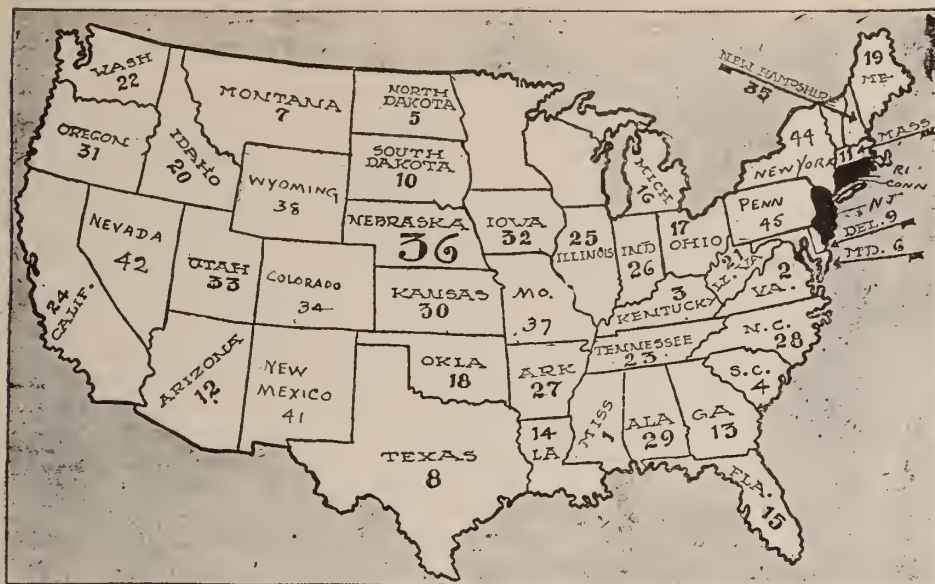 WASH
22
OREGON
31
CALIF.
24
NEVADA
42
IDAHO
20
MONTANA
7
WYOMING
38
UTAH
33
COLORADO
34
ARIZONA
12
NEW
MEXICO
41
NORTH
DAKOTA
5
SOUTH
DAKOTA
10
NEBRASKA
36
KANSAS
30
OKLA
18
TEXAS
8
IOWA
32
MO.
37
ARK
27
14
LA
25
ILLINOIS
MICH
16
IND
26
17
OHIO
3
KENTUCKY
TENNESSEE
23
MISS
1
ALA
29
GA
13
FLA.
15
S.C.
4
N.C.
28
2
VA.
21
PENN
45
44
NEW YORK
NEW HAMPSHIRE
35
19
ME
MASS
RI
CONN
NJ
DEL. 9
MD. 6